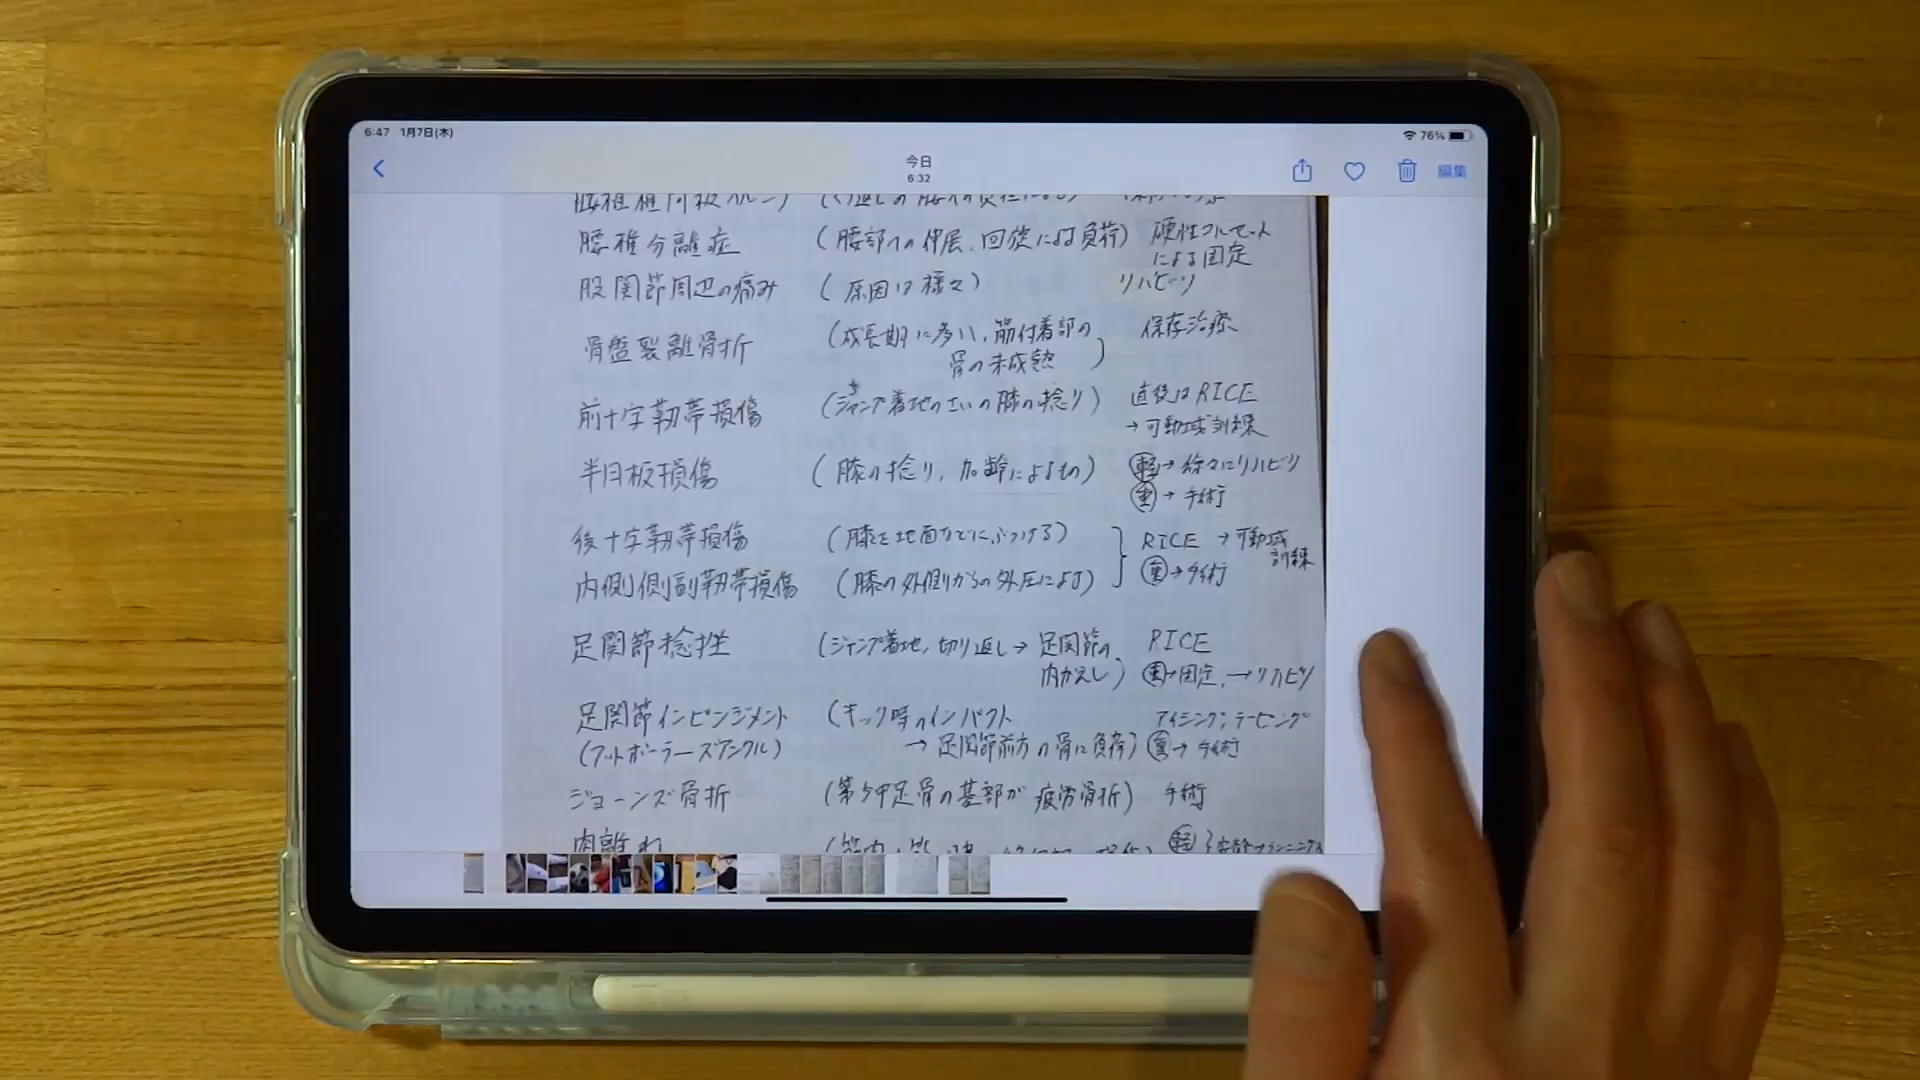 6:47 1月7日(木)
76%
今日
6:32
編集
腰椎分離症 (腰部への伸展、回旋による負荷) 硬性コルセット
による固定
股関節周辺の痛み (原因は様々) リハビリ
骨盤裂離骨折 (成長期に多い、筋付着部の 保存治療
骨の未成熟)
前十字靭帯損傷 (ジャンプ着地のさいの膝の捻り) 直後はRICE
→可動域訓練
半月板損傷 (膝の捻り、加齢によるもの) 軽→徐々にリハビリ
重→手術
後十字靭帯損傷 (膝を地面などにぶつける) RICE →可動域
訓練
内側側副靭帯損傷 (膝の外側からの外圧による) 重→手術
足関節捻挫 (ジャンプ着地、切り返し→足関節の RICE
内がえし) 重→固定、→リハビリ
足関節インピンジメント (キック時のインパクト アイシング、テーピング
(フットボーラーズアンクル) →足関節前方の骨に負荷) 重→手術
ジョーンズ骨折 (第5中足骨の基部が疲労骨折) 手術
肉離れ